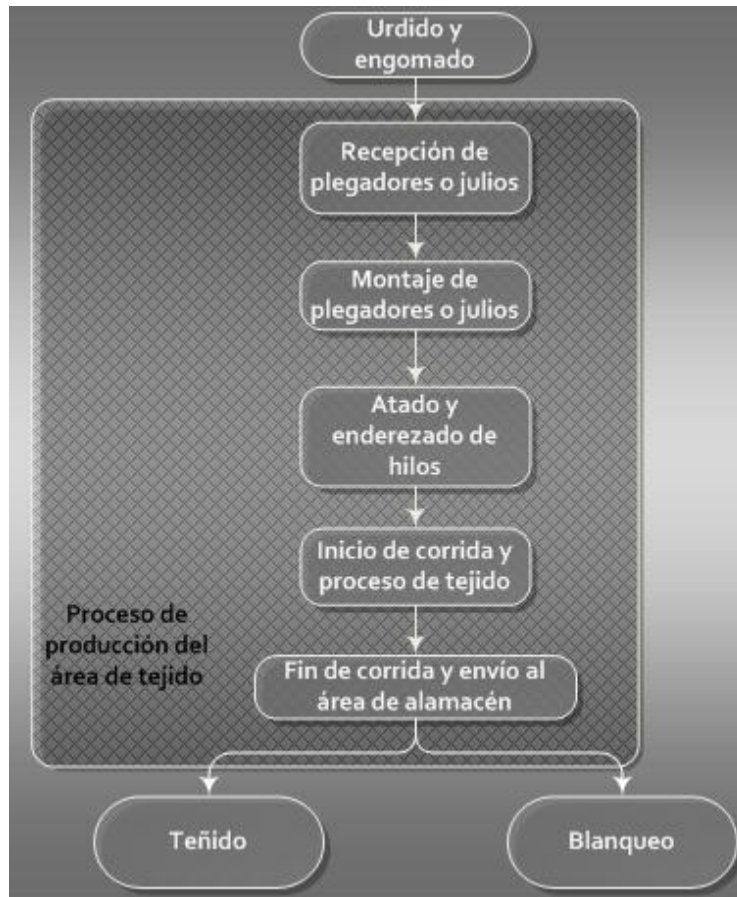 Urdido y
engomado
Recepción de
plegadores o julios
Montaje de
plegadores o julios
Atado y
enderezado de
hilos
Inicio de corrida y
proceso de tejido
Proceso de
producción del
área de tejido
Fin de corrida y envío al
área de alamacén
Teñido
Blanqueo